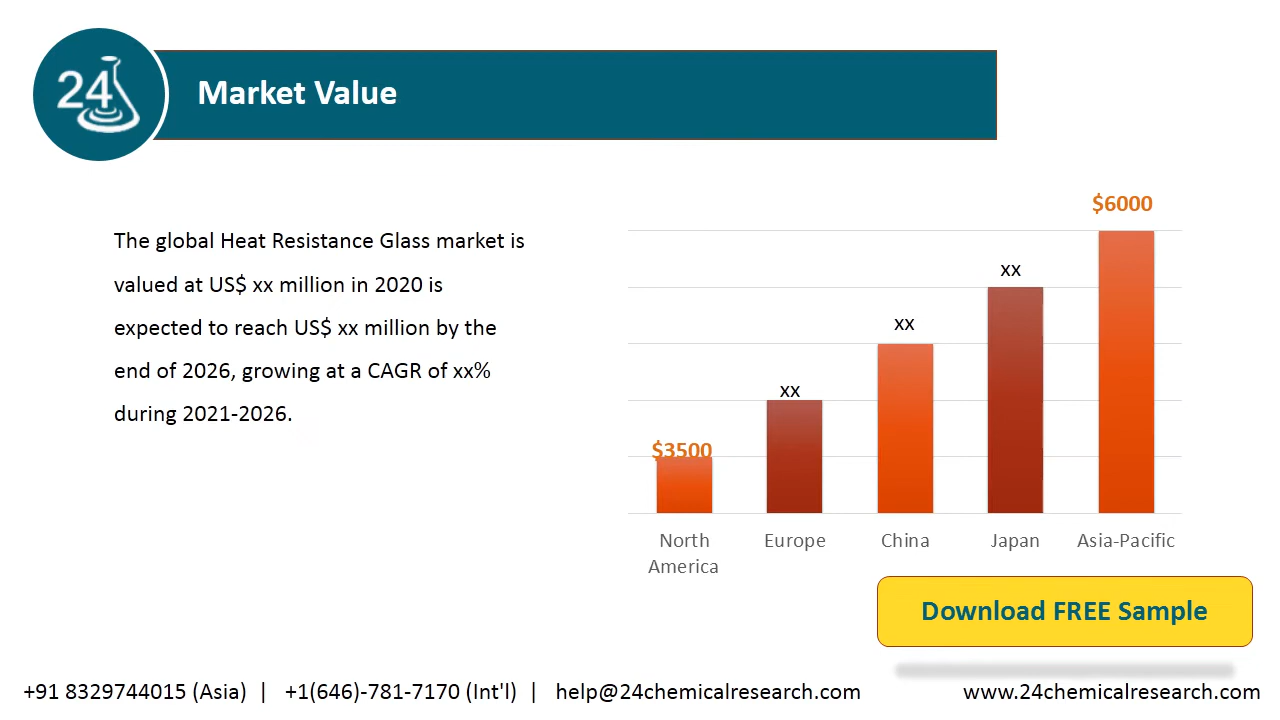 24
Market Value
The global Heat Resistance Glass market is
valued at US$ xx million in 2020 is
expected to reach US$ xx million by the
end of 2026, growing at a CAGR of xx%
during 2021-2026.
$3500
xx
xx
xx
$6000
North
America
Europe
China
Japan
Asia-Pacific
Download FREE Sample
+91 8329744015 (Asia) | +1(646)-781-7170 (Int'l) | help@24chemicalresearch.com
www.24chemicalresearch.com